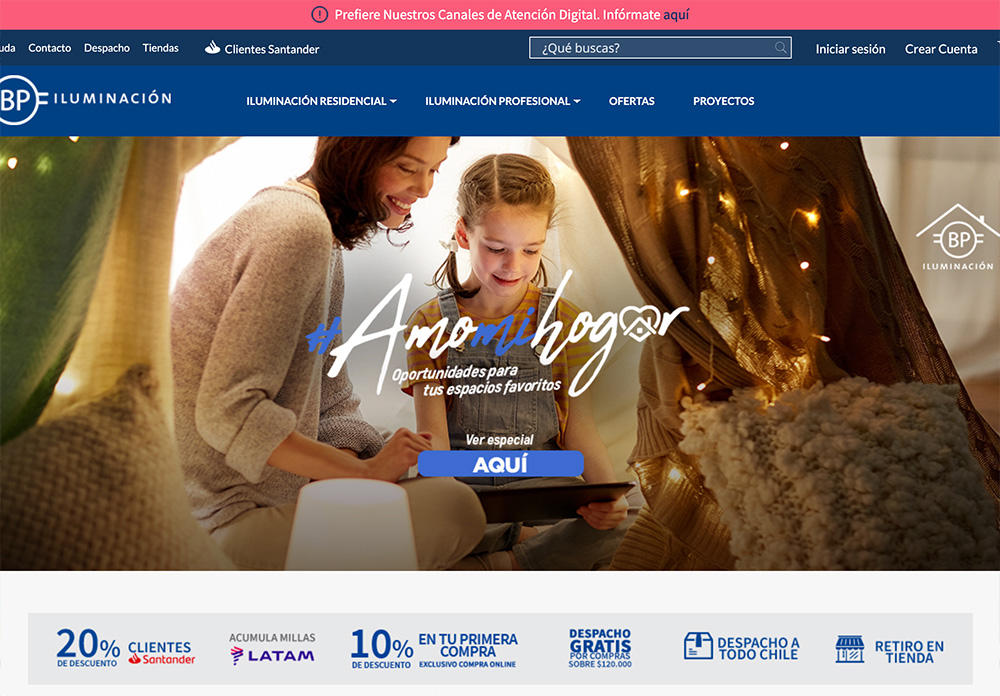 Prefiere Nuestros Canales de Atención Digital. Infórmate aquí
uda Contacto Despacho Tiendas Clientes Santander ¿Qué buscas? Iniciar sesión Crear Cuenta
BP ILUMINACIÓN ILUMINACIÓN RESIDENCIAL ILUMINACIÓN PROFESIONAL OFERTAS PROYECTOS
BP
ILUMINACIÓN
#Amomihogar
Oportunidades para
tus espacios favoritos
Ver especial
AQUÍ
20% DE DESCUENTO
CLIENTES
Santander
ACUMULA MILLAS
LATAM
10% DE DESCUENTO
EN TU PRIMERA
COMPRA
EXCLUSIVO COMPRA ONLINE
DESPACHO
GRATIS
POR COMPRAS
SOBRE $120.000
DESPACHO A
TODO CHILE
RETIRO EN
TIENDA